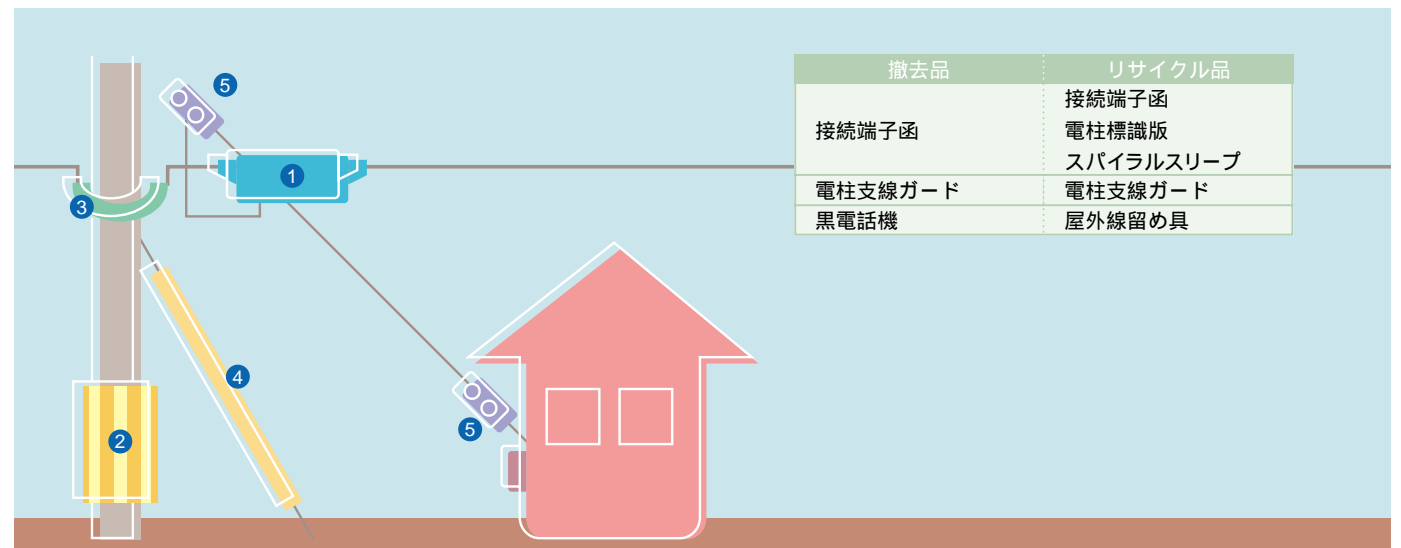 5
撤去品 リサイクル品
接続端子函
接続端子函 電柱標識版
スパイラルスリーブ
1
電柱支線ガード 電柱支線ガード
3
黒電話機 屋外線留め具
4
5
2